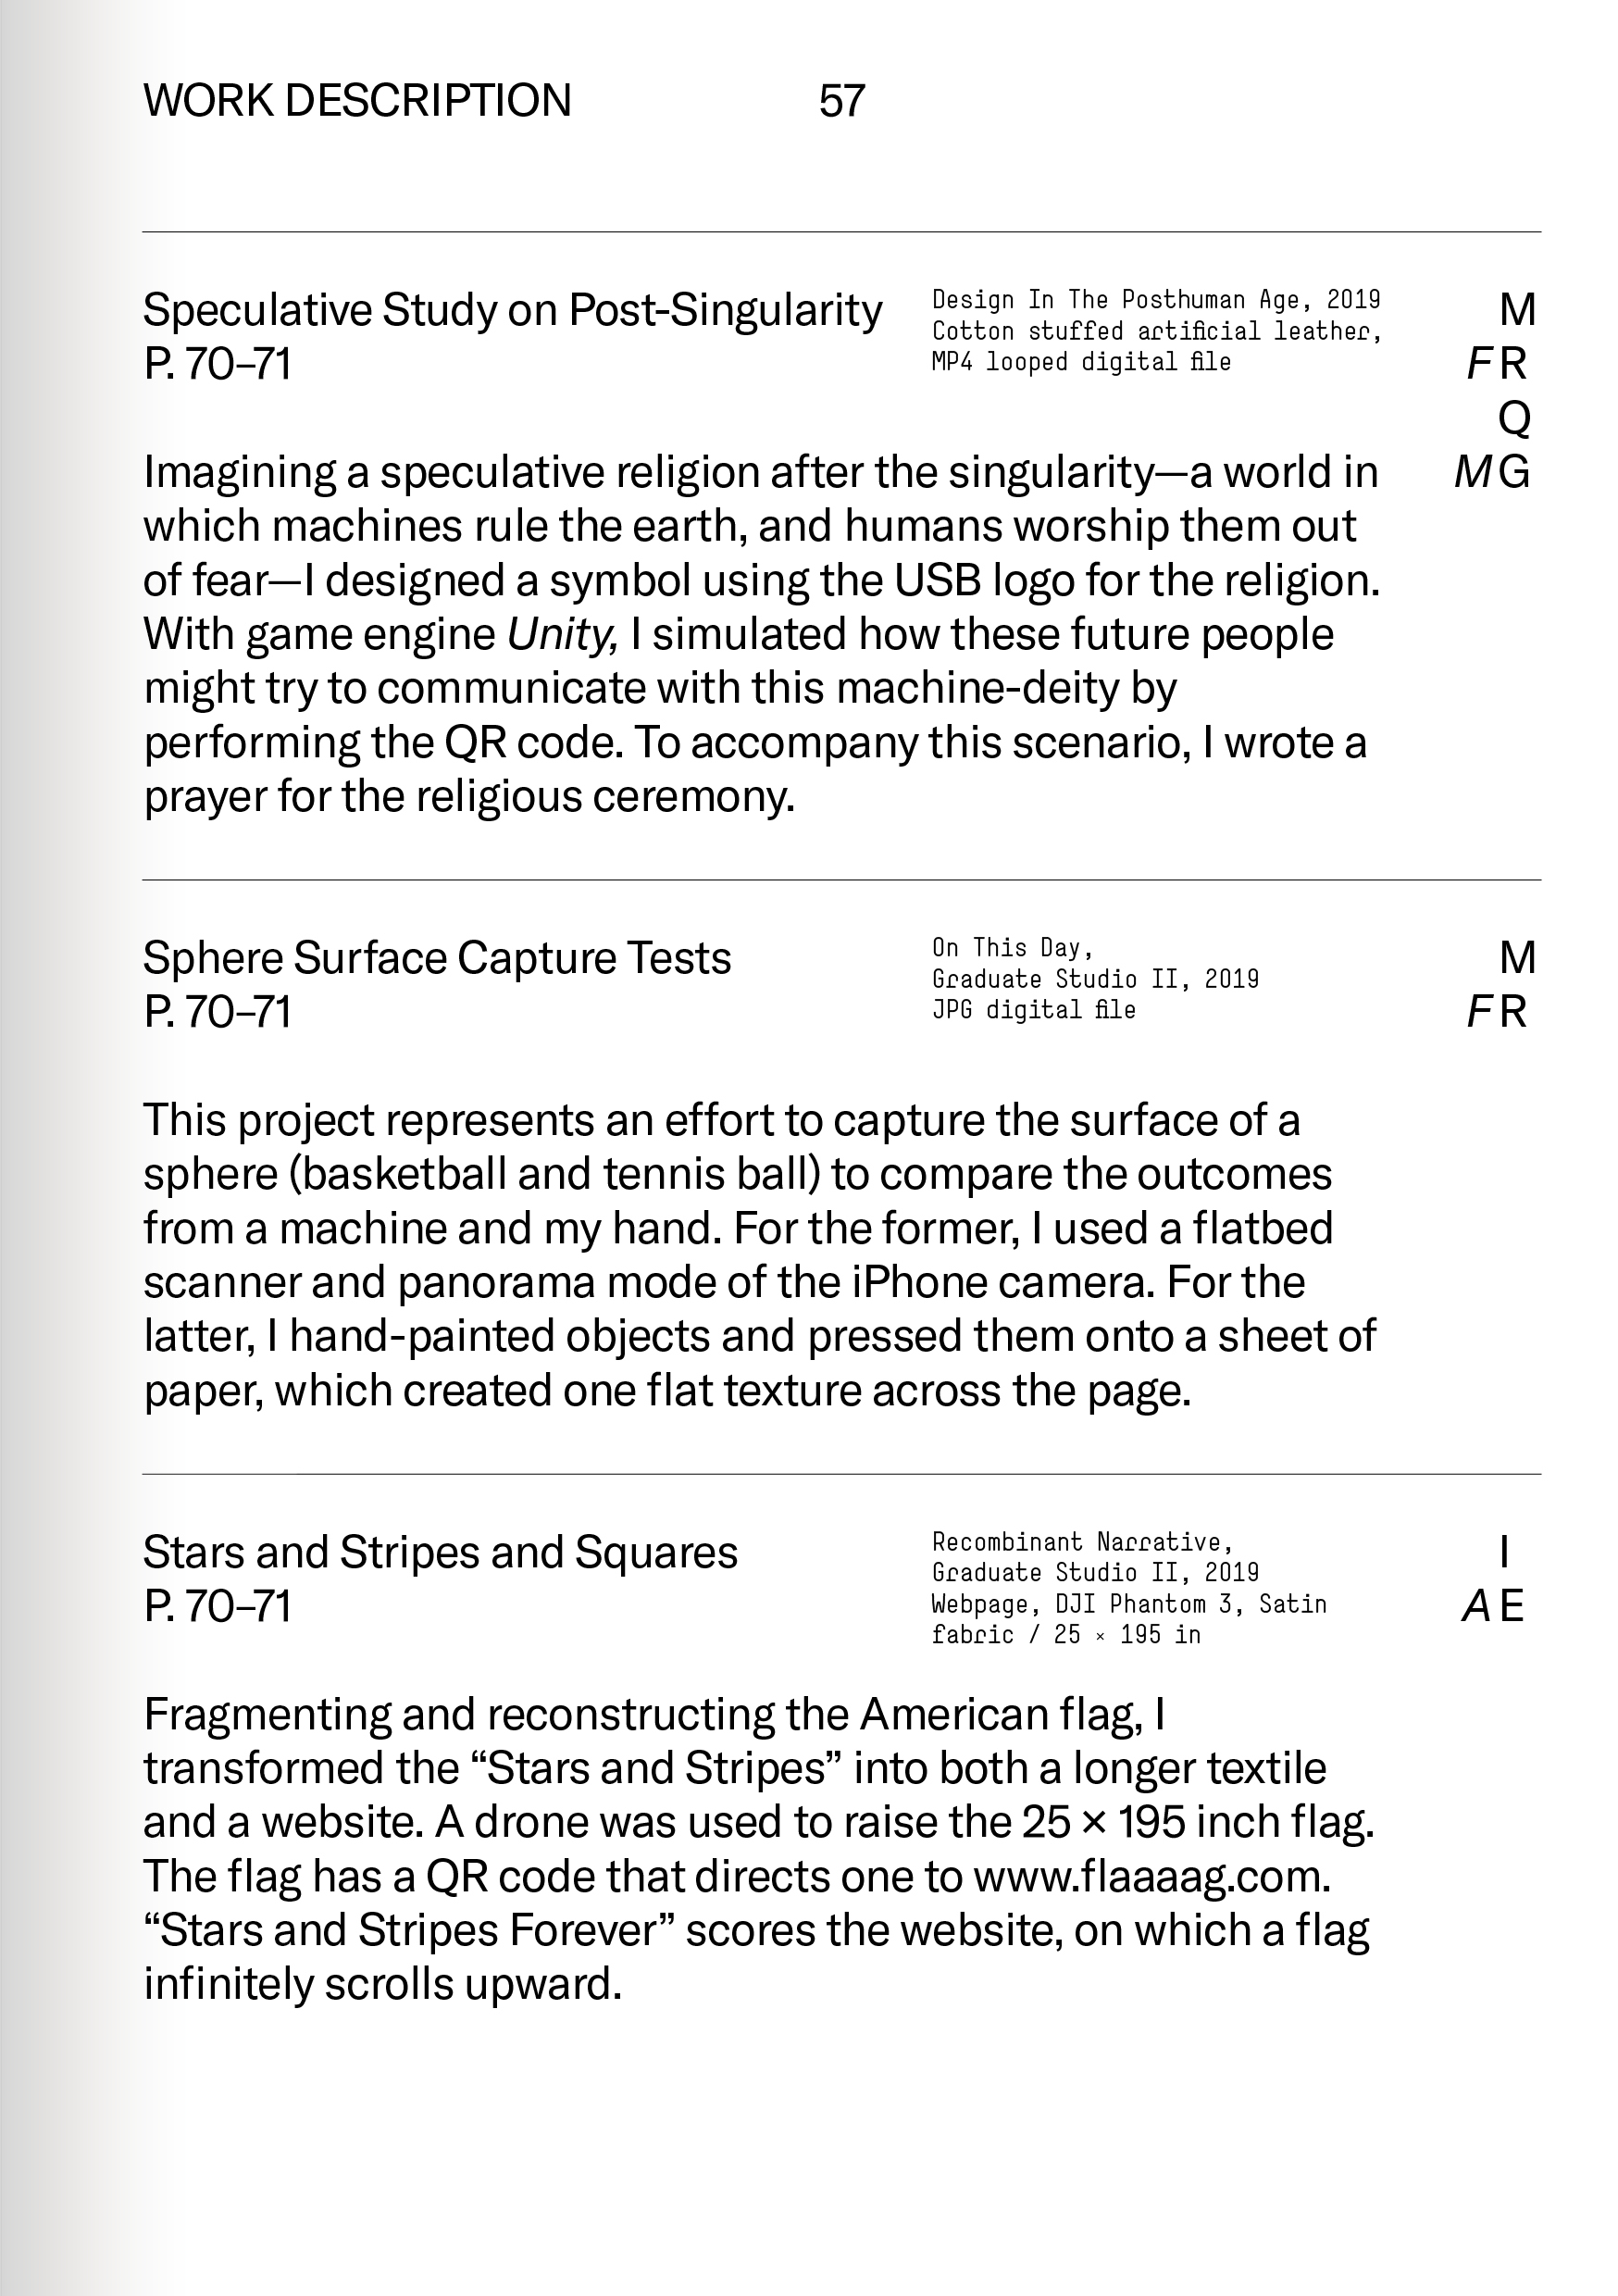 WORK DESCRIPTION 57
Speculative Study on Post-Singularity
P. 70–71
Design In The Posthuman Age, 2019
Cotton stuffed artificial leather,
MP4 looped digital file
M
FR
Q
MG
Imagining a speculative religion after the singularity—a world in
which machines rule the earth, and humans worship them out
of fear—I designed a symbol using the USB logo for the religion.
With game engine Unity, I simulated how these future people
might try to communicate with this machine-deity by
performing the QR code. To accompany this scenario, I wrote a
prayer for the religious ceremony.
Sphere Surface Capture Tests
P. 70–71
On This Day,
Graduate Studio II, 2019
JPG digital file
M
FR
This project represents an effort to capture the surface of a
sphere (basketball and tennis ball) to compare the outcomes
from a machine and my hand. For the former, I used a flatbed
scanner and panorama mode of the iPhone camera. For the
latter, I hand-painted objects and pressed them onto a sheet of
paper, which created one flat texture across the page.
Stars and Stripes and Squares
P. 70–71
Recombinant Narrative,
Graduate Studio II, 2019
Webpage, DJI Phantom 3, Satin
fabric / 25 × 195 in
I
AE
Fragmenting and reconstructing the American flag, I
transformed the “Stars and Stripes” into both a longer textile
and a website. A drone was used to raise the 25 × 195 inch flag.
The flag has a QR code that directs one to www.flaaaag.com.
“Stars and Stripes Forever” scores the website, on which a flag
infinitely scrolls upward.